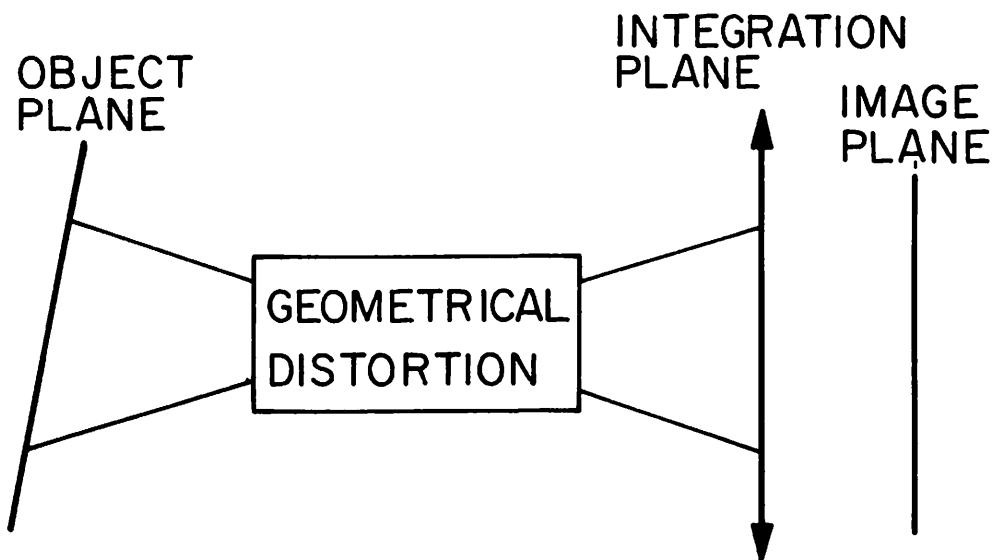 OBJECT
PLANE
GEOMETRICAL
DISTORTION
INTEGRATION
PLANE
IMAGE
PLANE